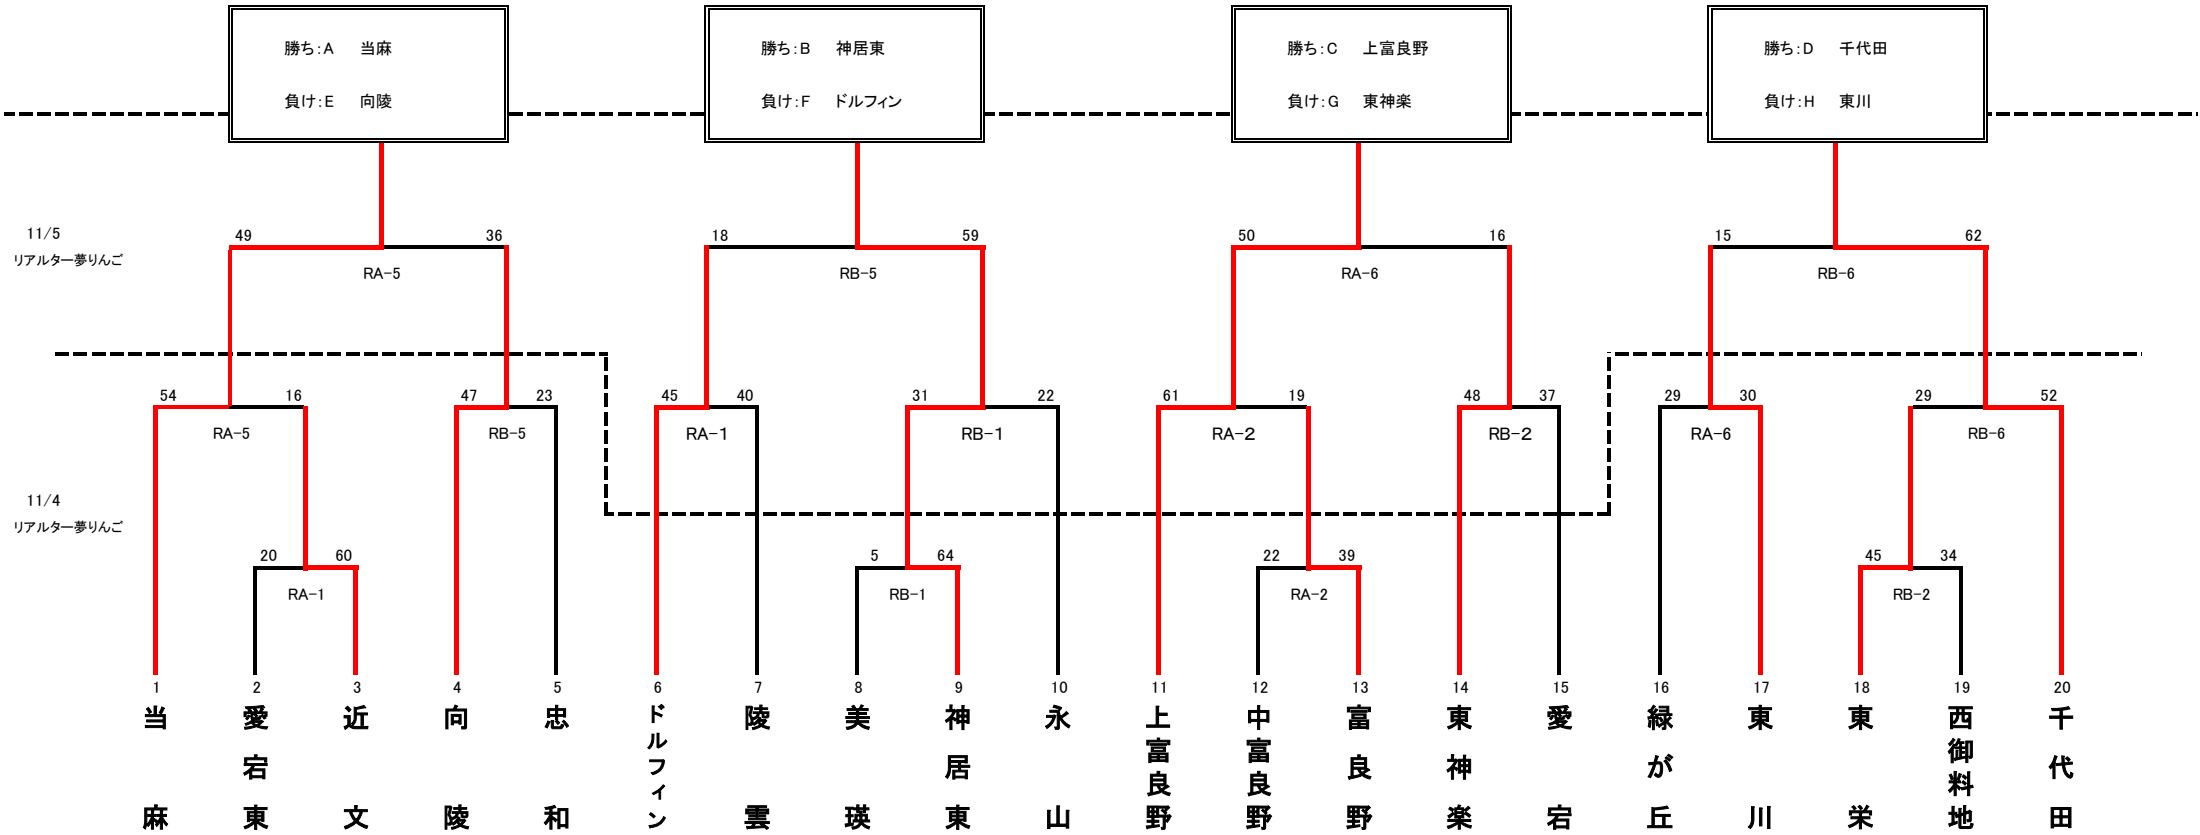 勝ち:A 当麻
負け:E 向陵
勝ち:B 神居東
負け:F ドルフィン
勝ち:C 上富良野
負け:G 東神楽
勝ち:D 千代田
負け:H 東川
11/5
リアルター夢りんご
49 36
RA-5
18 59
RB-5
50 16
RA-6
15 62
RB-6
54 16
RA-5
47 23
RB-5
45 40
RA-1
31 22
RB-1
61 19
RA-2
48 37
RB-2
29 30
RA-6
29 52
RB-6
11/4
リアルター夢りんご
20 60
RA-1
5 64
RB-1
22 39
RA-2
45 34
RB-2
1 2 3 4 5 6 7 8 9 10 11 12 13 14 15 16 17 18 19 20
当麻
愛宕東
近文
向陵
忠和
ドルフィン
陵雲
美瑛
神居東
永山
上富良野
中富良野
富良野
東神楽
愛宕
緑が丘
東川
東栄
西御料地
千代田